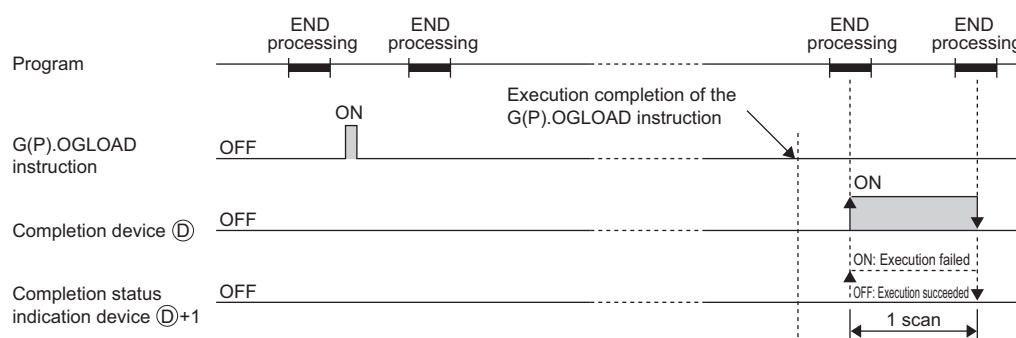 END processing
END processing
END processing
END processing
Program
Execution completion of the
G(P).OGLOAD instruction
ON
G(P).OGLOAD
instruction
OFF
ON
Completion device Ⓓ
OFF
ON: Execution failed
Completion status
indication device Ⓓ+1
OFF
OFF: Execution succeeded
1 scan